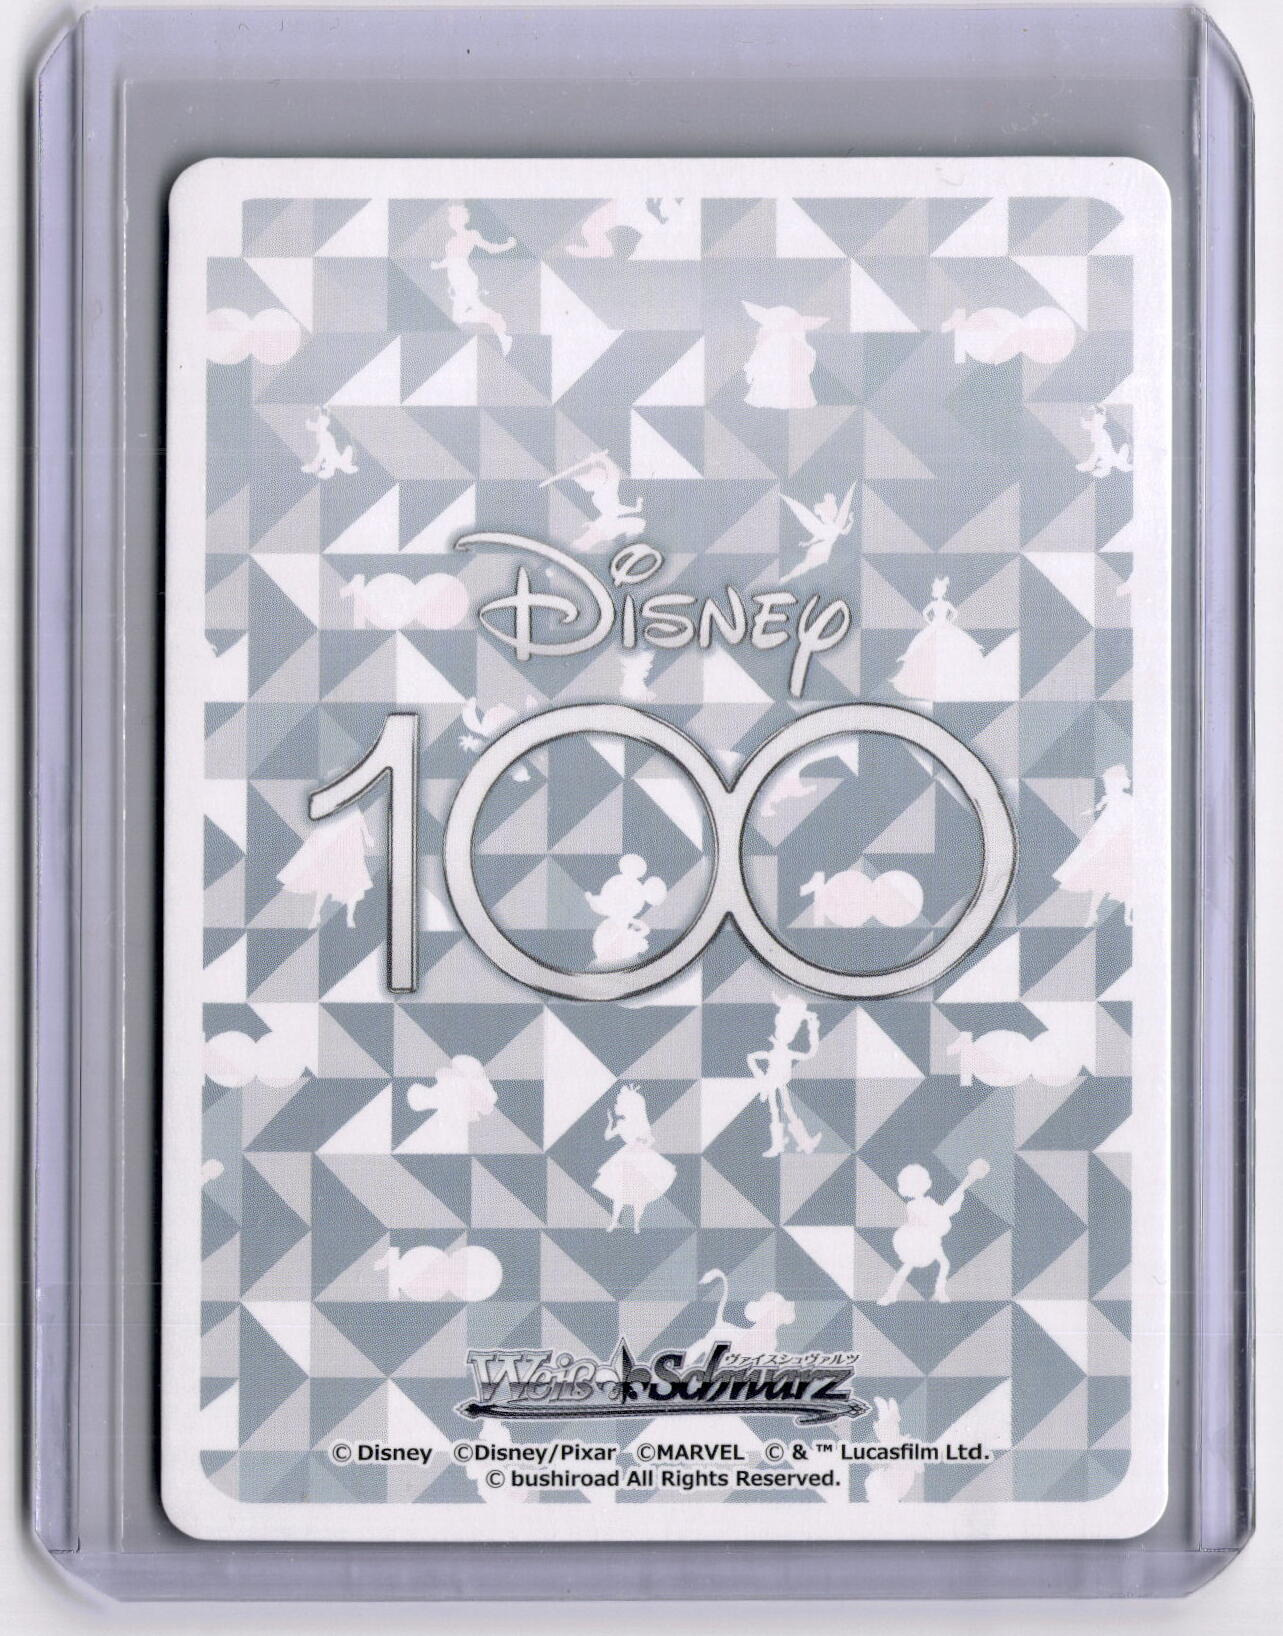 Disney
100
ヴァイスシュヴァルツ
Weiß Schwarz
© Disney ©Disney/Pixar ©MARVEL © & ™ Lucasfilm Ltd.
© bushiroad All Rights Reserved.